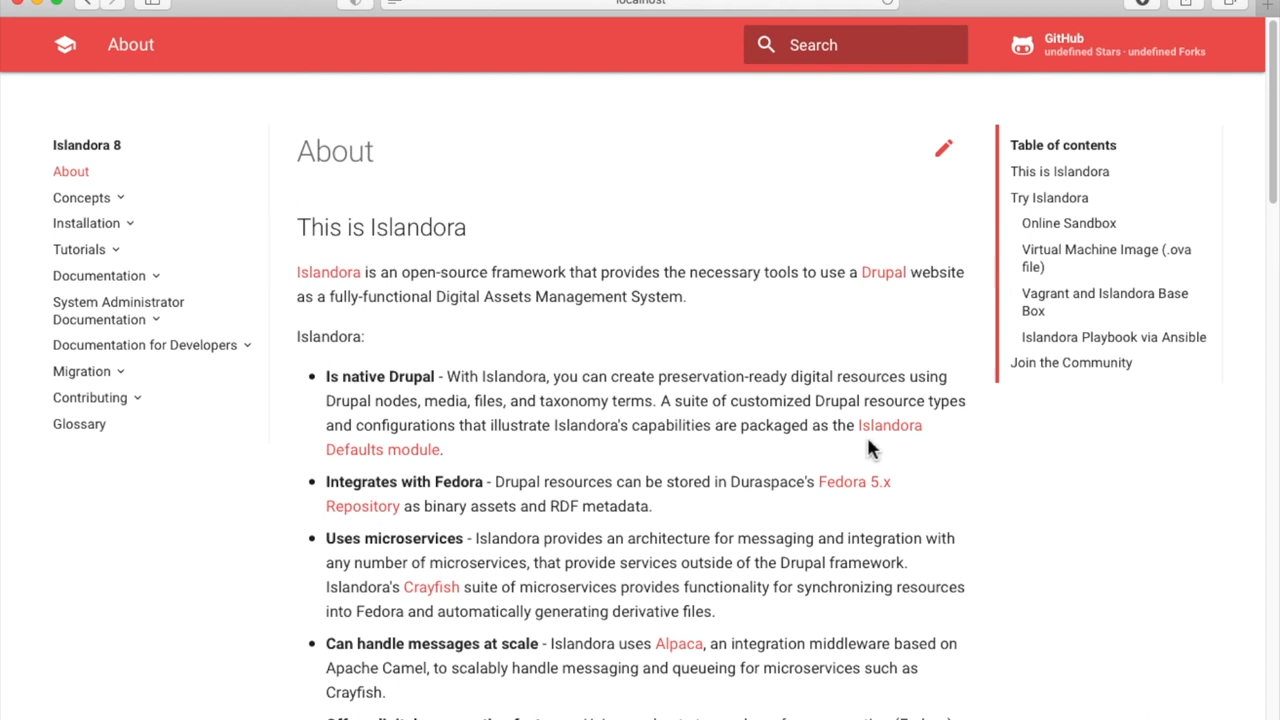 localhost
About
Search
GitHub
undefined Stars · undefined Forks
Islandora 8
About
Concepts
Installation
Tutorials
Documentation
System Administrator
Documentation
Documentation for Developers
Migration
Contributing
Glossary
About
This is Islandora
Islandora is an open-source framework that provides the necessary tools to use a Drupal website
as a fully-functional Digital Assets Management System.
Islandora:
• Is native Drupal - With Islandora, you can create preservation-ready digital resources using
Drupal nodes, media, files, and taxonomy terms. A suite of customized Drupal resource types
and configurations that illustrate Islandora's capabilities are packaged as the Islandora
Defaults module.
• Integrates with Fedora - Drupal resources can be stored in Duraspace's Fedora 5.x
Repository as binary assets and RDF metadata.
• Uses microservices - Islandora provides an architecture for messaging and integration with
any number of microservices, that provide services outside of the Drupal framework.
Islandora's Crayfish suite of microservices provides functionality for synchronizing resources
into Fedora and automatically generating derivative files.
• Can handle messages at scale - Islandora uses Alpaca, an integration middleware based on
Apache Camel, to scalably handle messaging and queueing for microservices such as
Crayfish.
Table of contents
This is Islandora
Try Islandora
Online Sandbox
Virtual Machine Image (.ova
file)
Vagrant and Islandora Base
Box
Islandora Playbook via Ansible
Join the Community